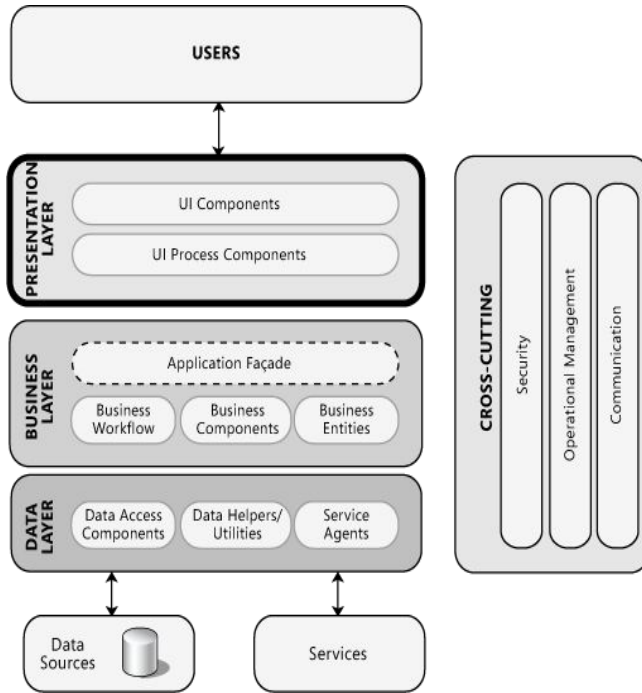 USERS
PRESENTATION
LAYER
UI Components
UI Process Components
BUSINESS
LAYER
Application Façade
Business
Workflow
Business
Components
Business
Entities
DATA
LAYER
Data Access
Components
Data Helpers/
Utilities
Service
Agents
Data
Sources
Services
CROSS-CUTTING
Security
Operational Management
Communication